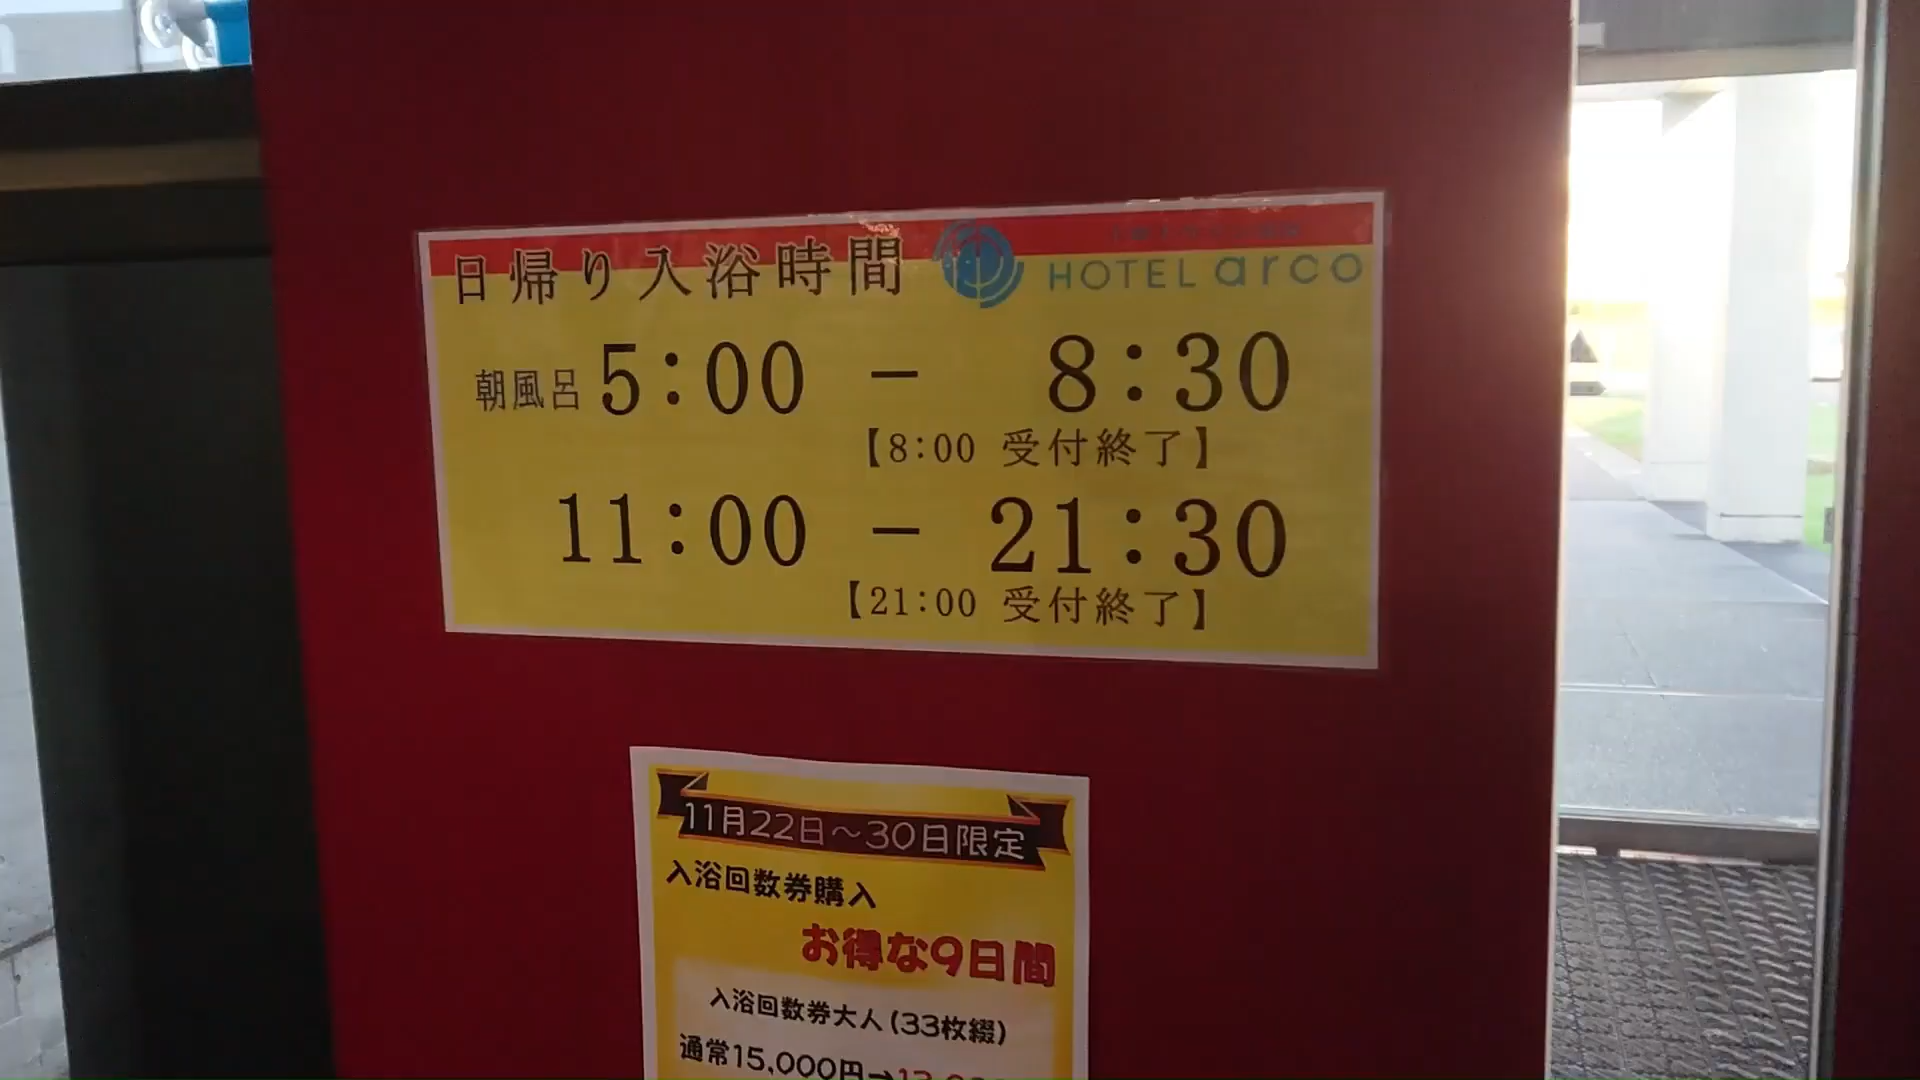 日帰り入浴時間
HOTEL arco
朝風呂 5:00 － 8:30
【8:00 受付終了】
11:00 － 21:30
【21:00 受付終了】
11月22日～30日限定
入浴回数券購入
お得な9日間
入浴回数券大人(33枚綴)
通常15,000円→